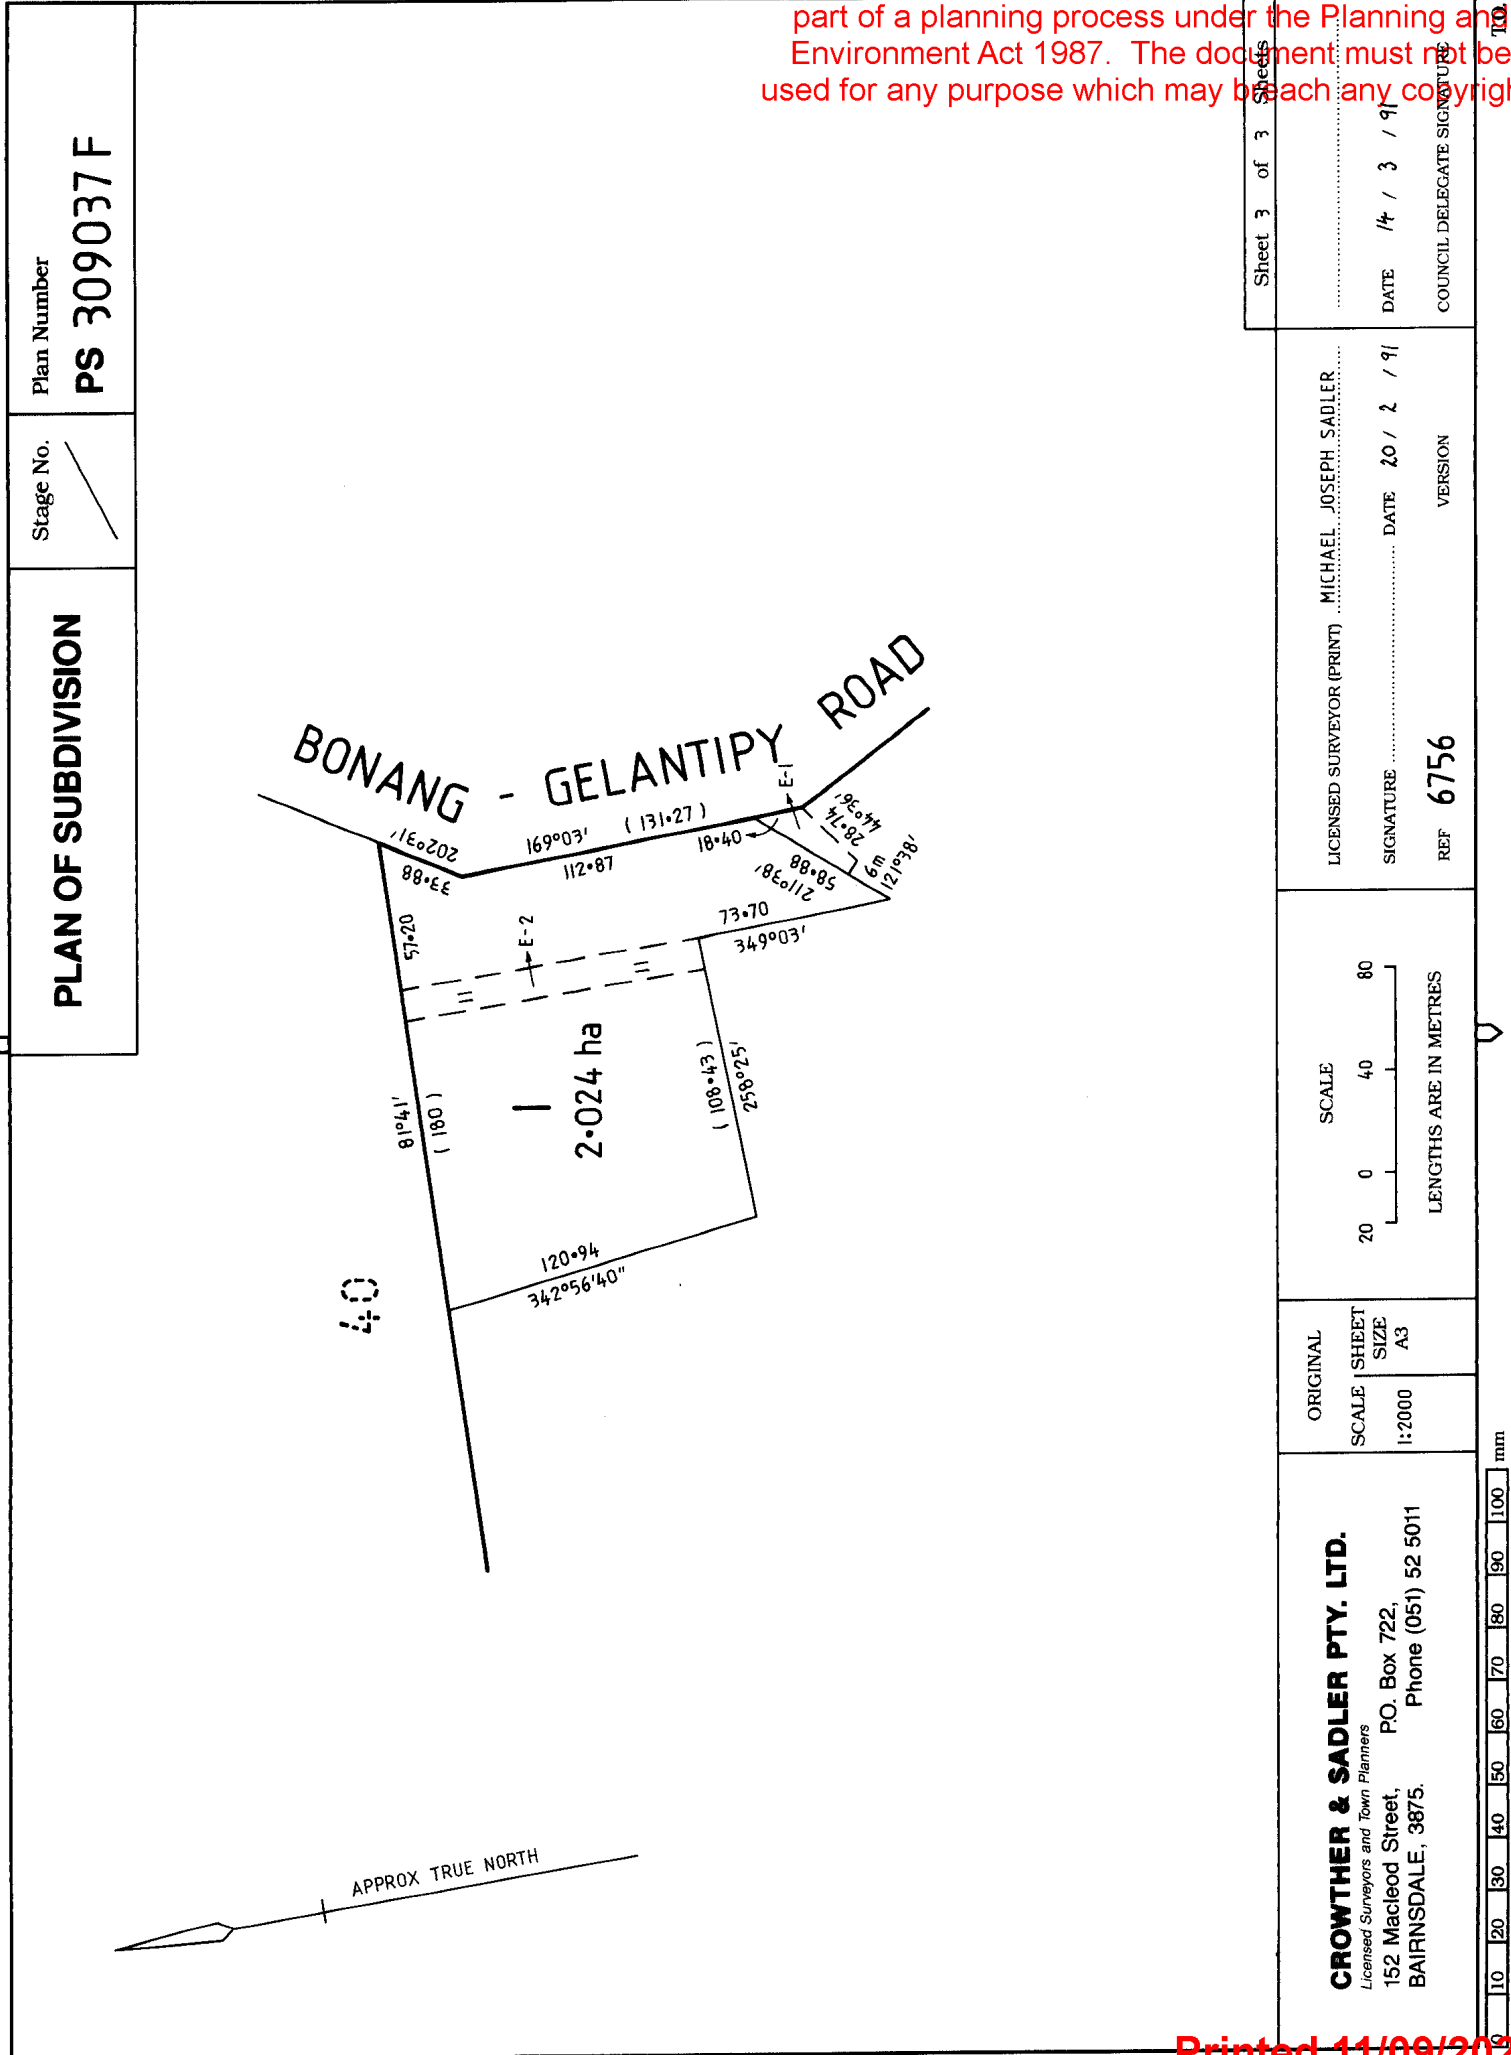 part of a planning process under the Planning and
Environment Act 1987. The document must not be
used for any purpose which may breach any
PLAN OF SUBDIVISION
Stage No.
Plan Number
PS 309037 F
BONANG - GELANTIPY ROAD
202°31'
33·88
169°03'
( 131·27 )
112·87
18·40
E-1
44°36'
28·74
6m
121°38'
211°38'
58·88
73·70
349°03'
57·20
E-2
81°41'
( 180 )
1
2·024 ha
( 108·43 )
258°25'
120·94
342°56'40"
40
APPROX TRUE NORTH
CROWTHER & SADLER PTY. LTD.
Licensed Surveyors and Town Planners
152 Macleod Street, P.O. Box 722,
BAIRNSDALE, 3875. Phone (051) 52 5011
ORIGINAL
SCALE SHEET SIZE
1:2000 A3
SCALE
20 0 40 80
LENGTHS ARE IN METRES
LICENSED SURVEYOR (PRINT) MICHAEL JOSEPH SADLER
SIGNATURE DATE 20 / 2 / 91
REF 6756 VERSION
Sheet 3 of 3 Sheets
DATE 14 / 3 / 91
COUNCIL DELEGATE SIGNATURE
0 10 20 30 40 50 60 70 80 90 100 mm
Printed 11/09/202